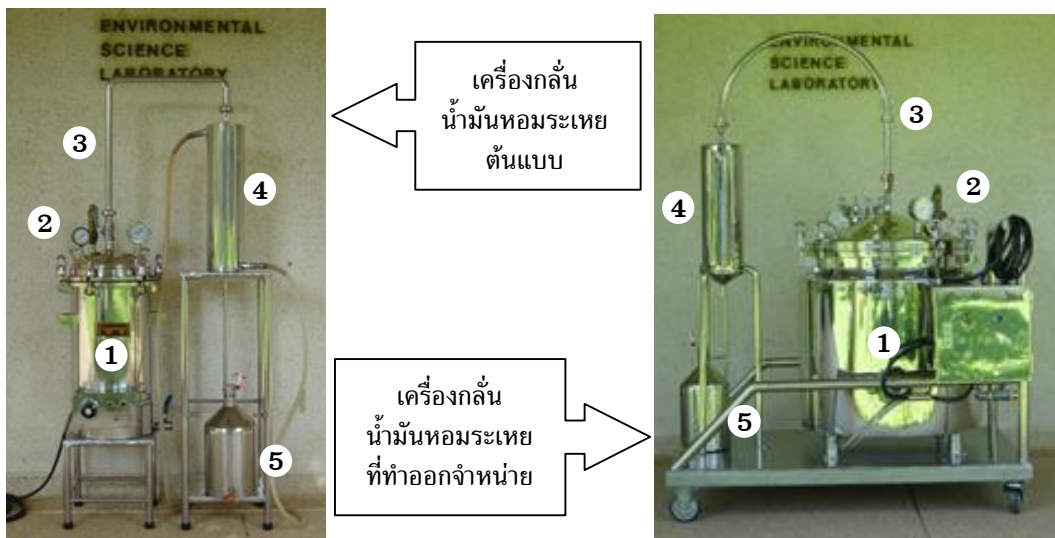 ENVIRONMENTAL
SCIENCE
LABORATORY
3
4
2
1
5
เครื่องกลั่น
น้ำมันหอมระเหย
ต้นแบบ
เครื่องกลั่น
น้ำมันหอมระเหย
ที่ทำออกจำหน่าย
ENVIRONMENTAL
SCIENCE
LABORATORY
3
2
4
1
5